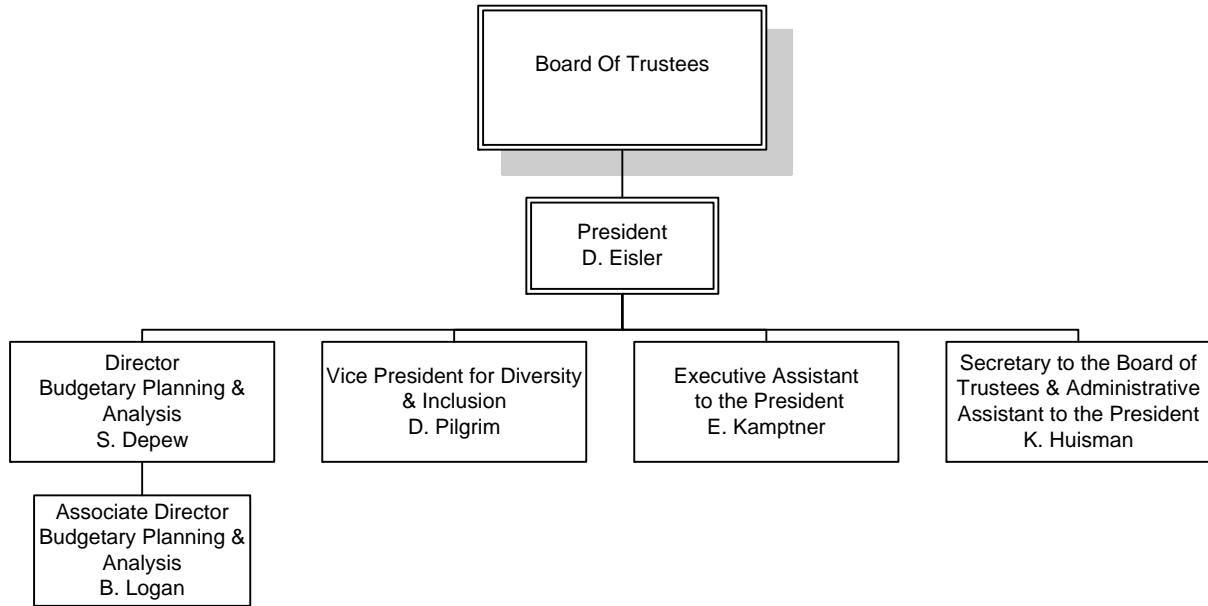 Board Of Trustees
President
D. Eisler
Director
Budgetary Planning &
Analysis
S. Depew
Vice President for Diversity
& Inclusion
D. Pilgrim
Executive Assistant
to the President
E. Kamptner
Secretary to the Board of
Trustees & Administrative
Assistant to the President
K. Huisman
Associate Director
Budgetary Planning &
Analysis
B. Logan